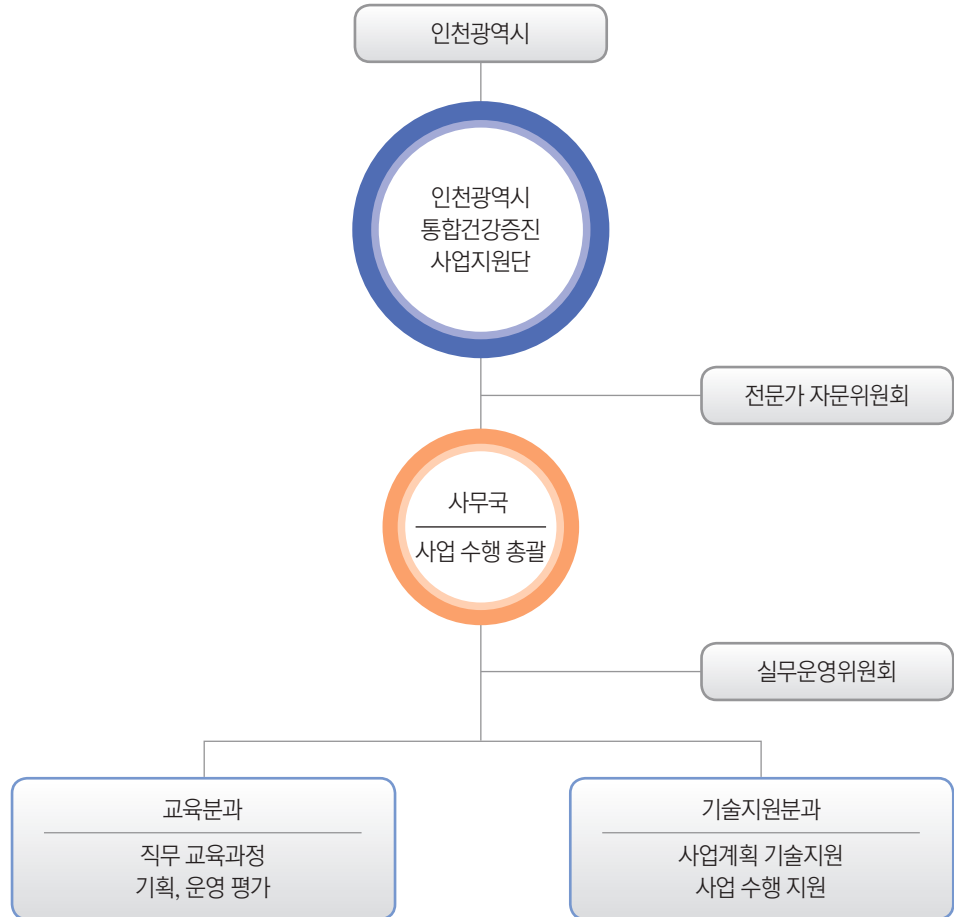 인천광역시
인천광역시
통합건강증진
사업지원단
전문가 자문위원회
사무국
사업 수행 총괄
실무운영위원회
교육분과
직무 교육과정
기획, 운영 평가
기술지원분과
사업계획 기술지원
사업 수행 지원